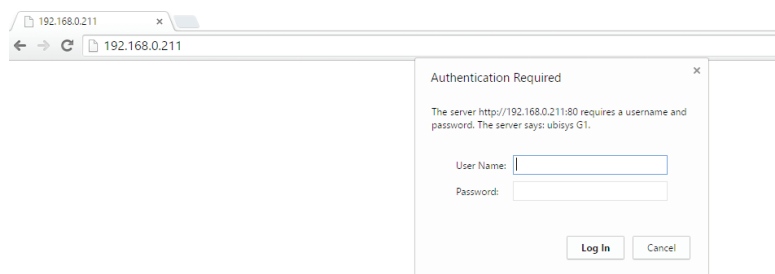 192.168.0.211
192.168.0.211
Authentication Required
The server http://192.168.0.211:80 requires a username and
password. The server says: ubisys G1.
User Name:
Password:
Log In Cancel